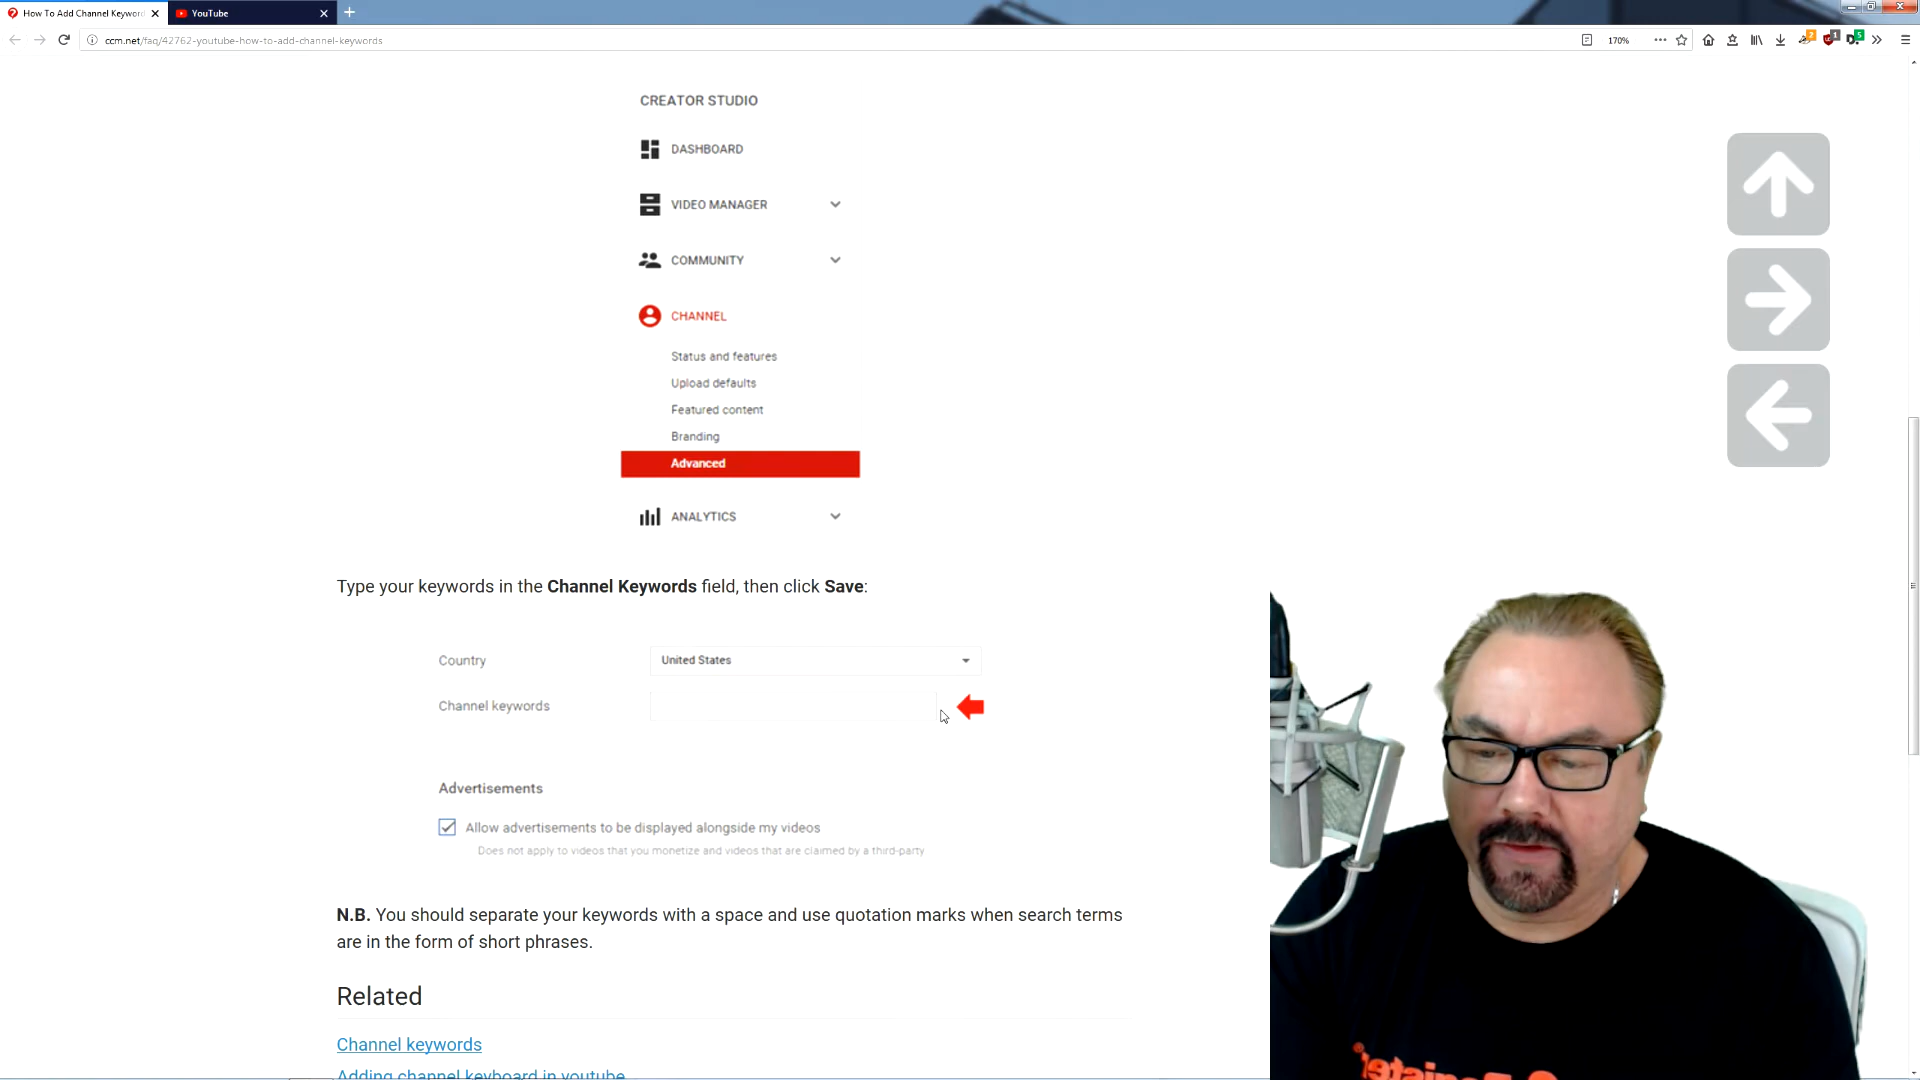 How To Add Channel Keyword
YouTube
ccm.net/faq/42762-youtube-how-to-add-channel-keywords
170%
CREATOR STUDIO
DASHBOARD
VIDEO MANAGER
COMMUNITY
CHANNEL
Status and features
Upload defaults
Featured content
Branding
Advanced
ANALYTICS
Type your keywords in the Channel Keywords field, then click Save:
Country United States
Channel keywords
Advertisements
Allow advertisements to be displayed alongside my videos
Does not apply to videos that you monetize and videos that are claimed by a third-party
N.B. You should separate your keywords with a space and use quotation marks when search terms
are in the form of short phrases.
Related
Channel keywords
Adding channel keyboard in youtube